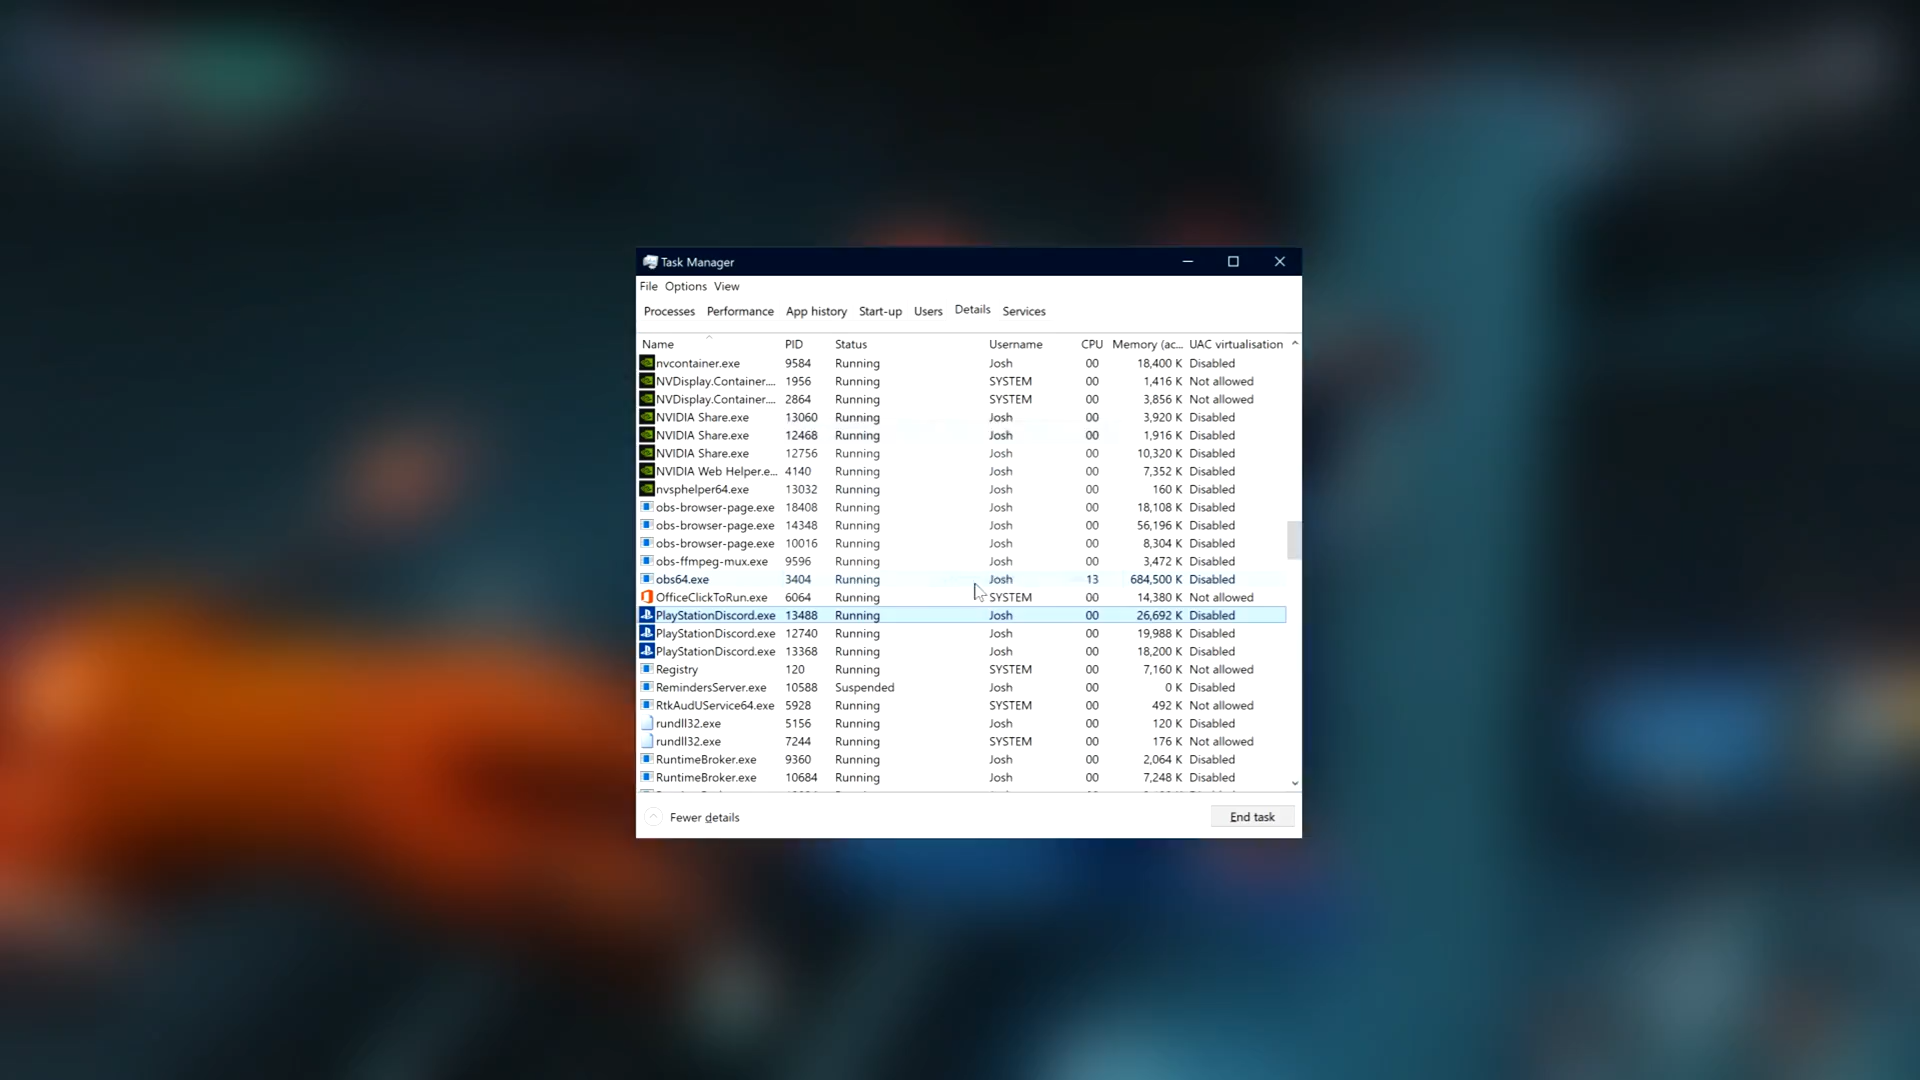 Task Manager
File Options View
Processes Performance App history Start-up Users Details Services
Name PID Status Username CPU Memory (ac... UAC virtualisation
nvcontainer.exe 9584 Running Josh 00 18,400 K Disabled
NVDisplay.Container.... 1956 Running SYSTEM 00 1,416 K Not allowed
NVDisplay.Container.... 2864 Running SYSTEM 00 3,856 K Not allowed
NVIDIA Share.exe 13060 Running Josh 00 3,920 K Disabled
NVIDIA Share.exe 12468 Running Josh 00 1,916 K Disabled
NVIDIA Share.exe 12756 Running Josh 00 10,320 K Disabled
NVIDIA Web Helper.e... 4140 Running Josh 00 7,352 K Disabled
nvsphelper64.exe 13032 Running Josh 00 160 K Disabled
obs-browser-page.exe 18408 Running Josh 00 18,108 K Disabled
obs-browser-page.exe 14348 Running Josh 00 56,196 K Disabled
obs-browser-page.exe 10016 Running Josh 00 8,304 K Disabled
obs-ffmpeg-mux.exe 9596 Running Josh 00 3,472 K Disabled
obs64.exe 3404 Running Josh 13 684,500 K Disabled
OfficeClickToRun.exe 6064 Running SYSTEM 00 14,380 K Not allowed
PlayStationDiscord.exe 13488 Running Josh 00 26,692 K Disabled
PlayStationDiscord.exe 12740 Running Josh 00 19,988 K Disabled
PlayStationDiscord.exe 13368 Running Josh 00 18,200 K Disabled
Registry 120 Running SYSTEM 00 7,160 K Not allowed
RemindersServer.exe 10588 Suspended Josh 00 0 K Disabled
RtkAudUService64.exe 5928 Running SYSTEM 00 492 K Not allowed
rundll32.exe 5156 Running Josh 00 120 K Disabled
rundll32.exe 7244 Running SYSTEM 00 176 K Not allowed
RuntimeBroker.exe 9360 Running Josh 00 2,064 K Disabled
RuntimeBroker.exe 10684 Running Josh 00 7,248 K Disabled
Fewer details End task